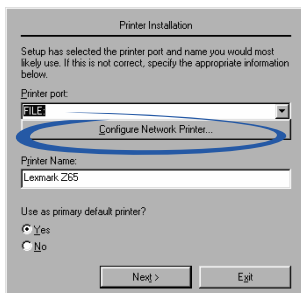 Printer Installation
Setup has selected the printer port and name you would most
likely use. If this is not correct, specify the appropriate information
below.
Printer port:
FILE:
Configure Network Printer...
Printer Name:
Lexmark Z65
Use as primary default printer?
Yes
No
Next >
Exit